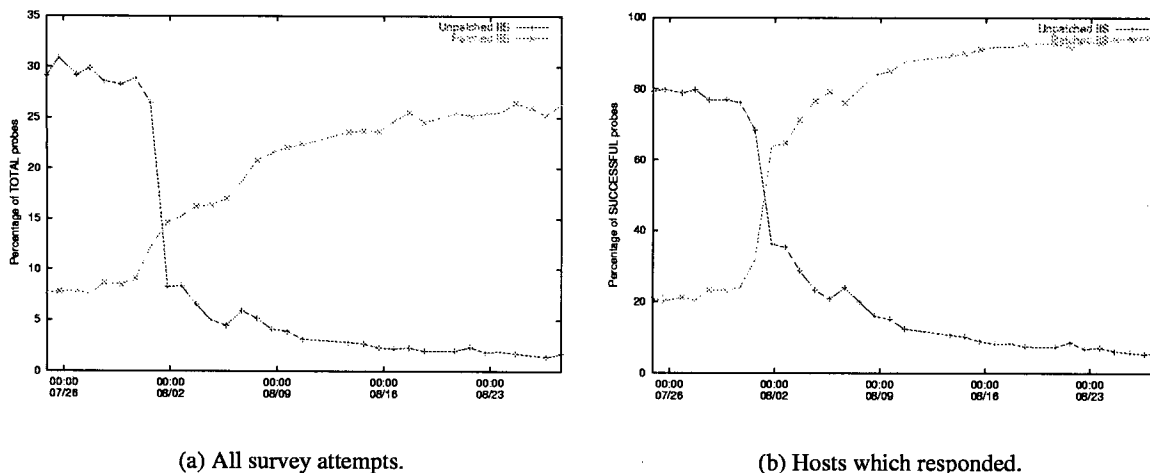 35
30
25
20
15
10
5
0
Percentage of TOTAL probes
Unpatched IIS
Patched IIS
00:00 00:00 00:00 00:00 00:00
07/26 08/02 08/09 08/16 08/23
(a) All survey attempts.
100
80
60
40
20
0
Percentage of SUCCESSFUL probes
Unpatched IIS
Patched IIS
00:00 00:00 00:00 00:00 00:00
07/26 08/02 08/09 08/16 08/23
(b) Hosts which responded.